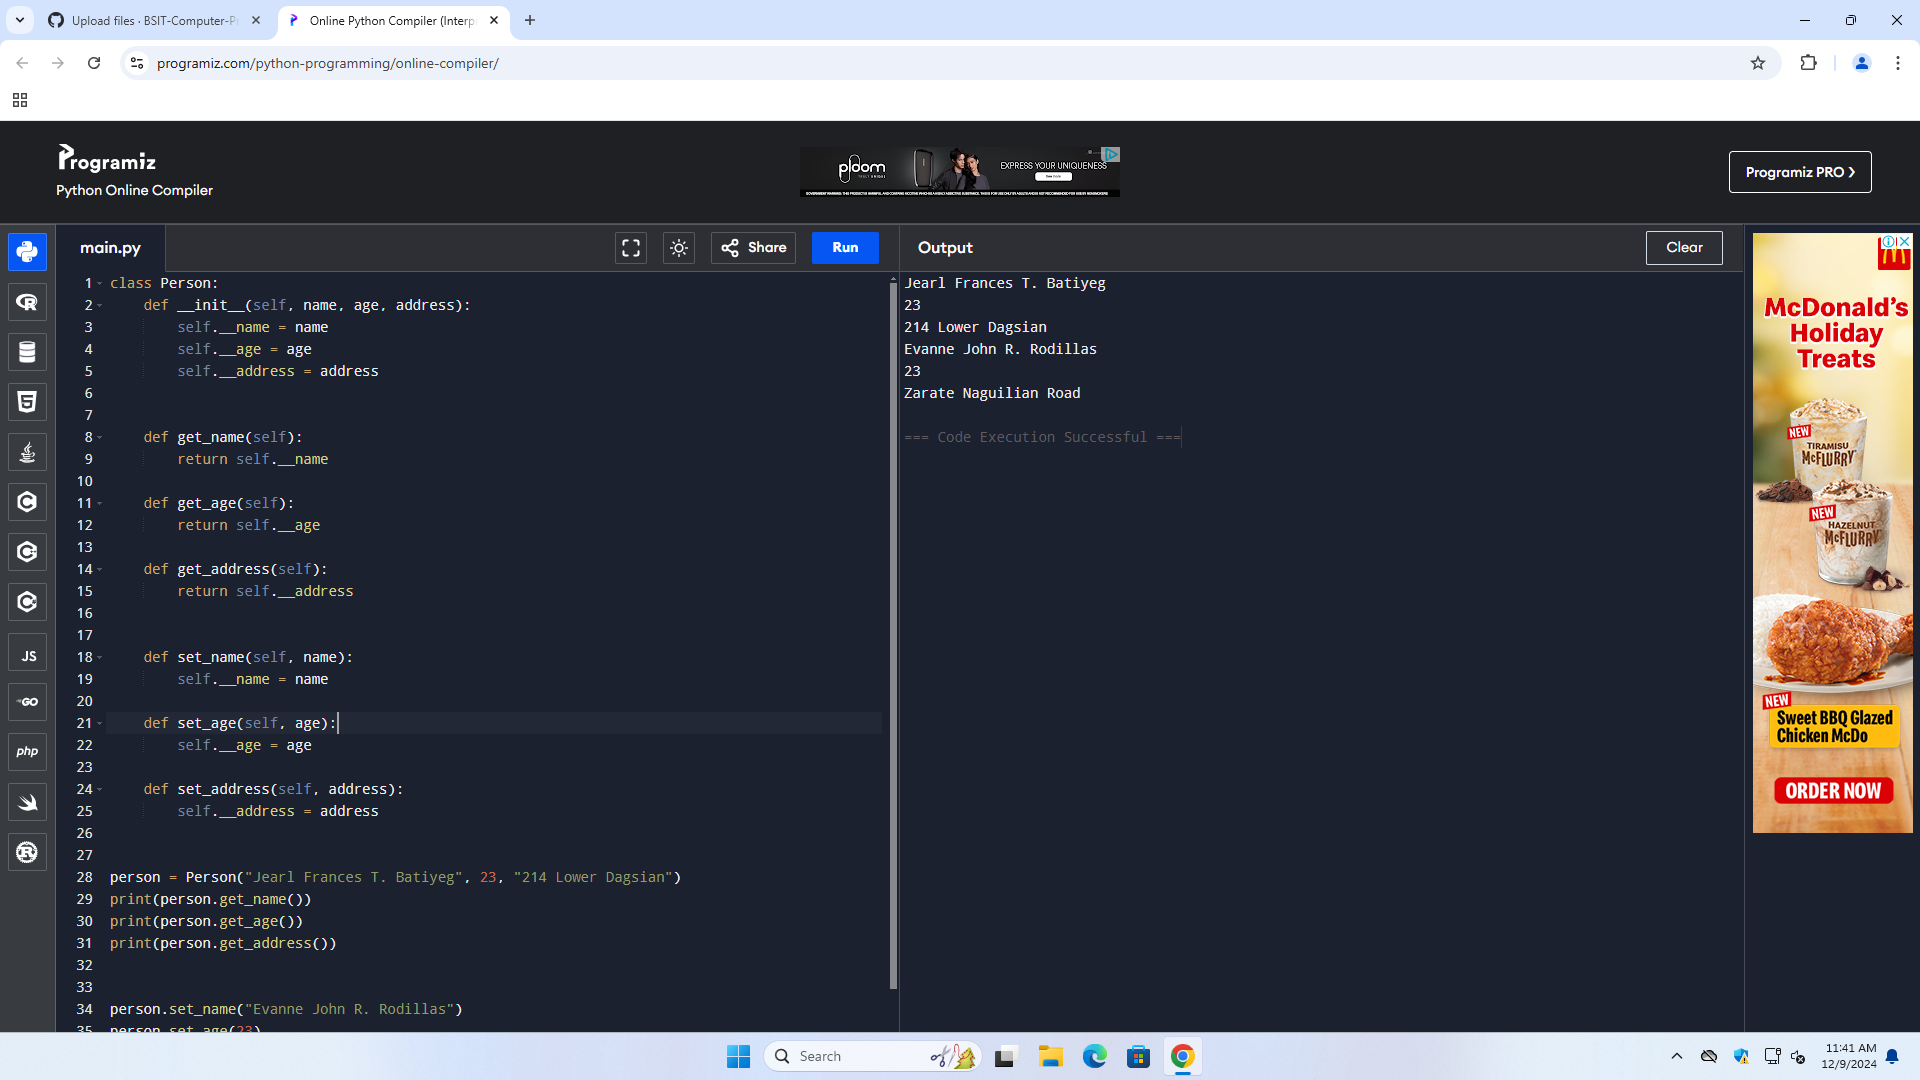 Upload files · BSIT-Computer-P
Online Python Compiler (Interp
programiz.com/python-programming/online-compiler/
Programiz
Python Online Compiler
ploom
EXPRESS YOUR UNIQUENESS
Programiz PRO ❯
main.py
Share
Run
Output
Clear
1 class Person:
2     def __init__(self, name, age, address):
3         self.__name = name
4         self.__age = age
5         self.__address = address
6
7
8     def get_name(self):
9         return self.__name
10
11     def get_age(self):
12         return self.__age
13
14     def get_address(self):
15         return self.__address
16
17
18     def set_name(self, name):
19         self.__name = name
20
21     def set_age(self, age):
22         self.__age = age
23
24     def set_address(self, address):
25         self.__address = address
26
27
28 person = Person("Jearl Frances T. Batiyeg", 23, "214 Lower Dagsian")
29 print(person.get_name())
30 print(person.get_age())
31 print(person.get_address())
32
33
34 person.set_name("Evanne John R. Rodillas")
35 person.set_age(23)
Jearl Frances T. Batiyeg
23
214 Lower Dagsian
Evanne John R. Rodillas
23
Zarate Naguilian Road
=== Code Execution Successful ===
JS
GO
php
McDonald's
Holiday
Treats
NEW
TIRAMISU
McFLURRY
NEW
HAZELNUT
McFLURRY
NEW
Sweet BBQ Glazed
Chicken McDo
ORDER NOW
Search
11:41 AM
12/9/2024